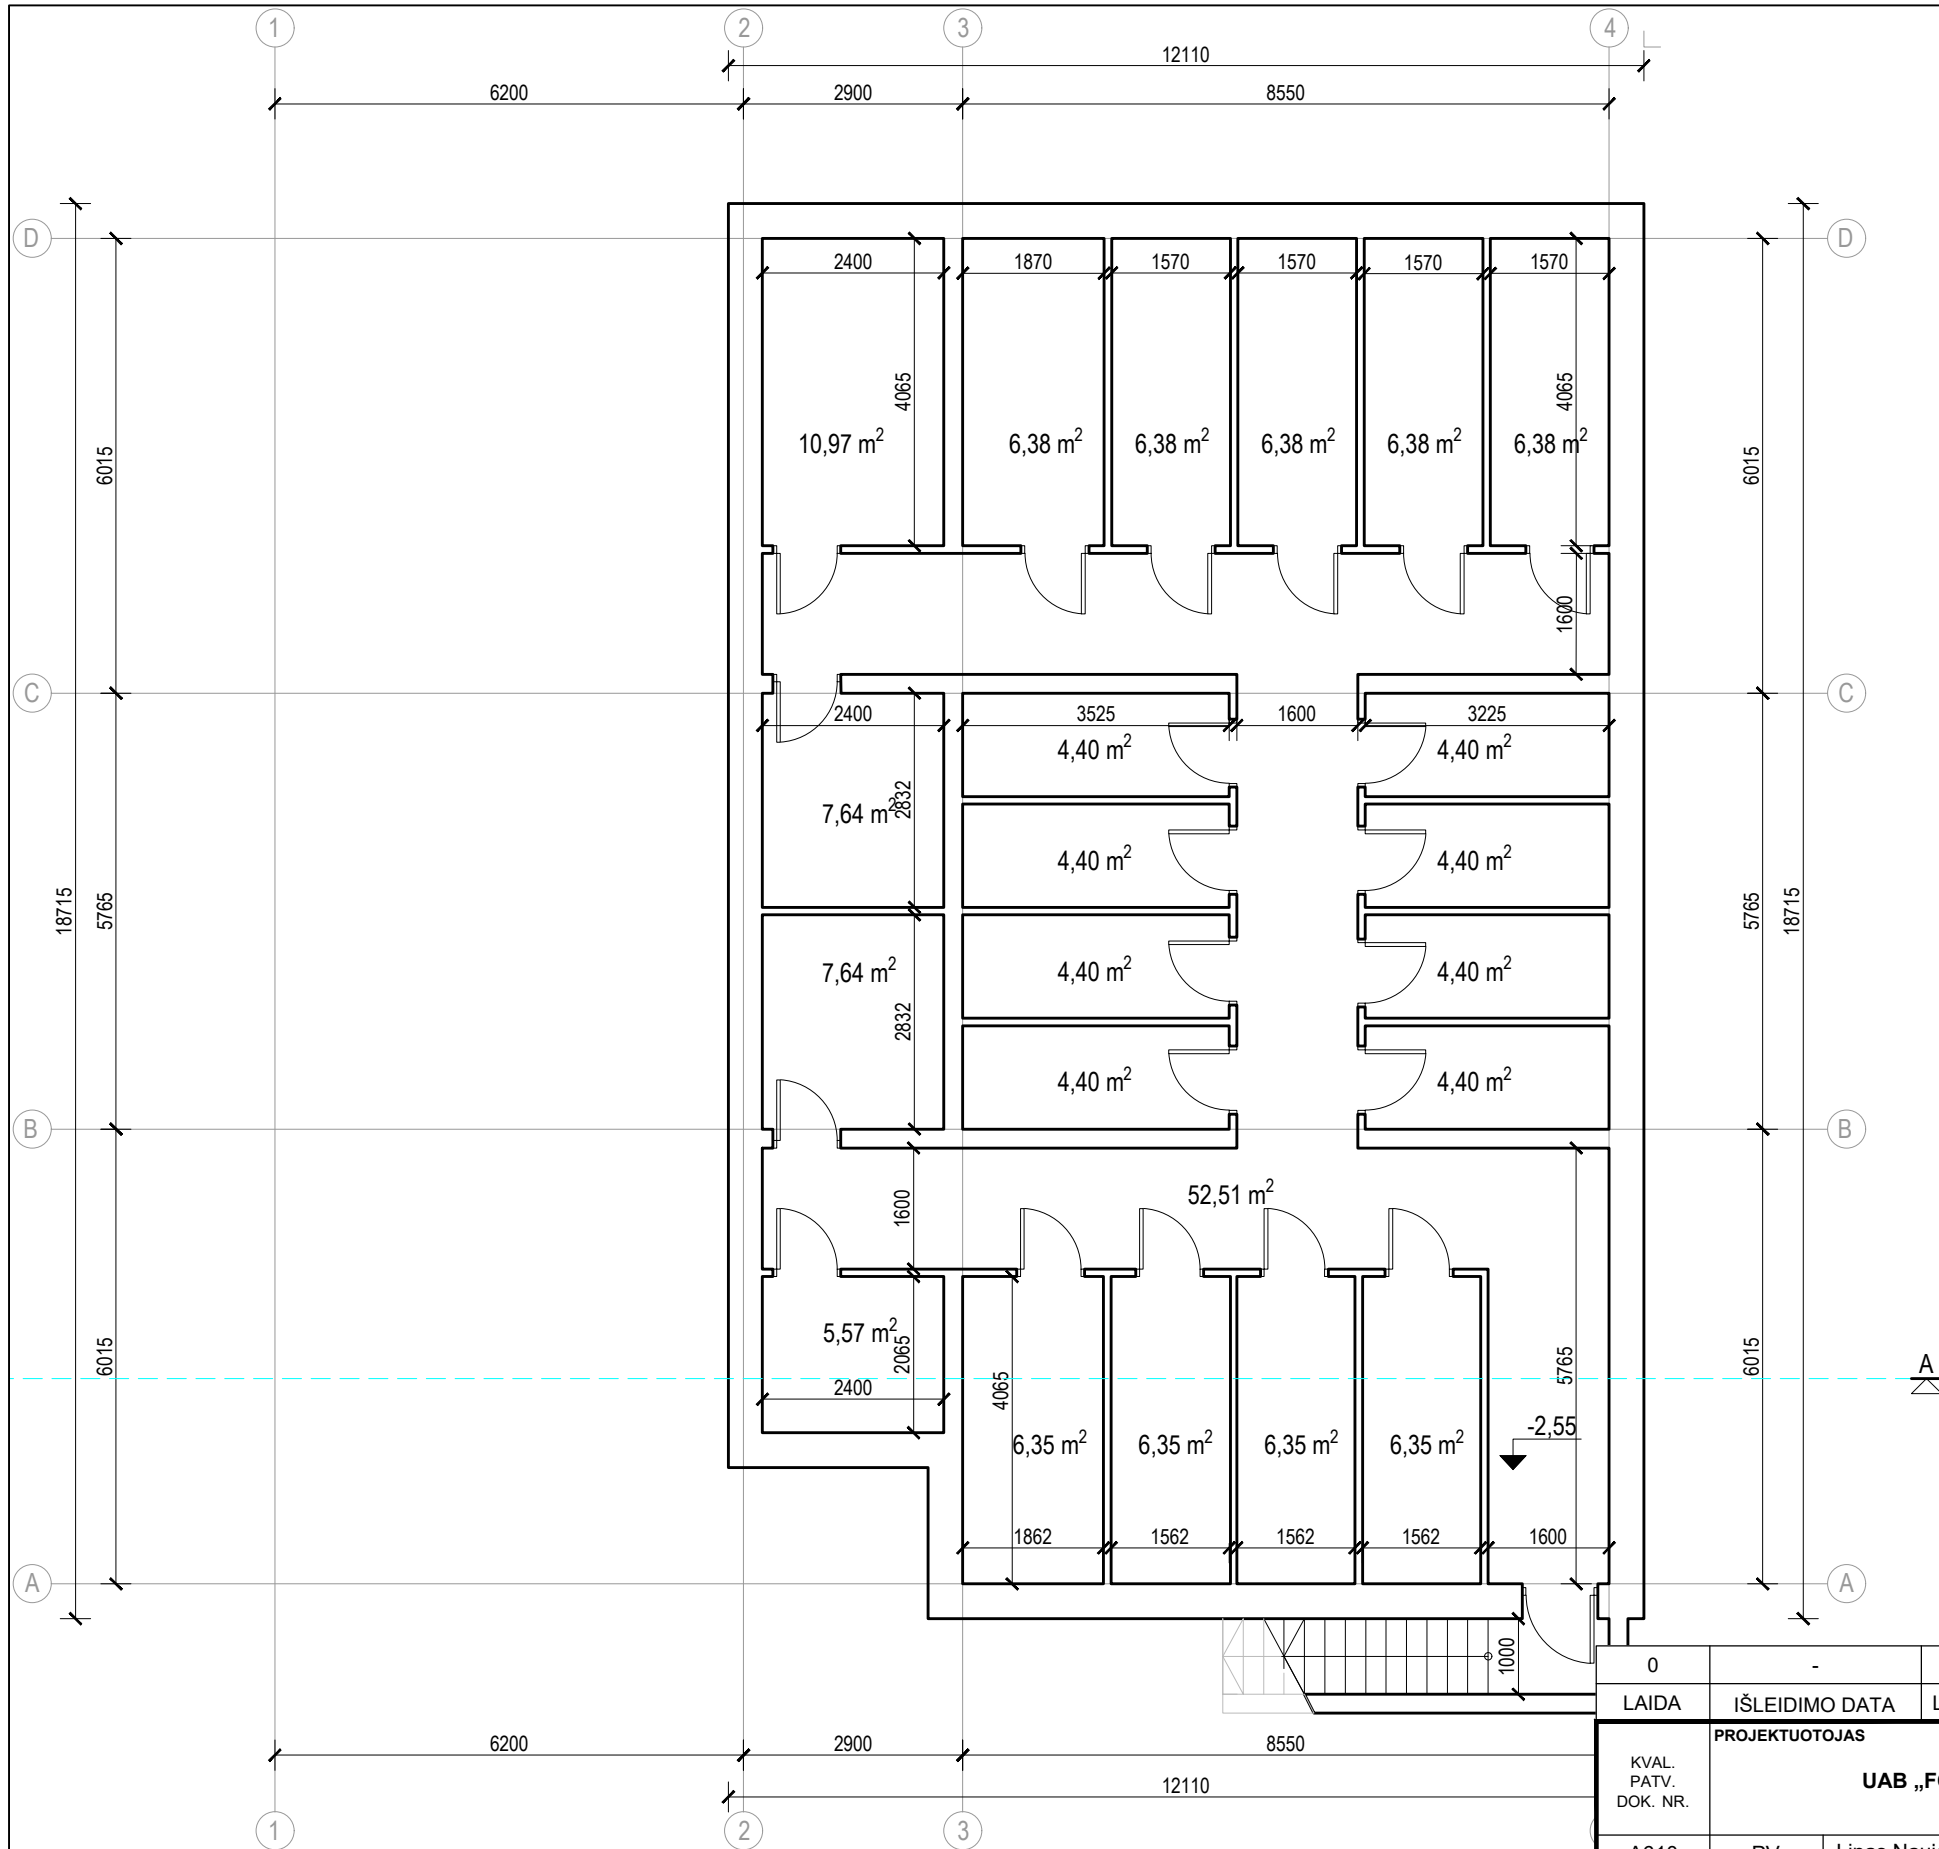 1 2 3 4
12110
6200 2900 8550
D D
2400 1870 1570 1570 1570 1570
4065 4065
10,97 m² 6,38 m² 6,38 m² 6,38 m² 6,38 m² 6,38 m²
6015 6015
1600
C C
2400 3525 1600 3225
4,40 m² 4,40 m²
7,64 m² 2832
4,40 m² 4,40 m²
18715 5765 5765 18715
7,64 m² 4,40 m² 4,40 m²
2832
4,40 m² 4,40 m²
B B
52,51 m²
1600
5,57 m² 2065
6015 5765 6015
A
2400 4065
-2,55
6,35 m² 6,35 m² 6,35 m² 6,35 m²
1862 1562 1562 1562 1600
A A
1000
0 -
LAIDA IŠLEIDIMO DATA
6200 2900 8550
PROJEKTUOTOJAS
KVAL.
PATV.
DOK. NR.
UAB
12110
1 2 3